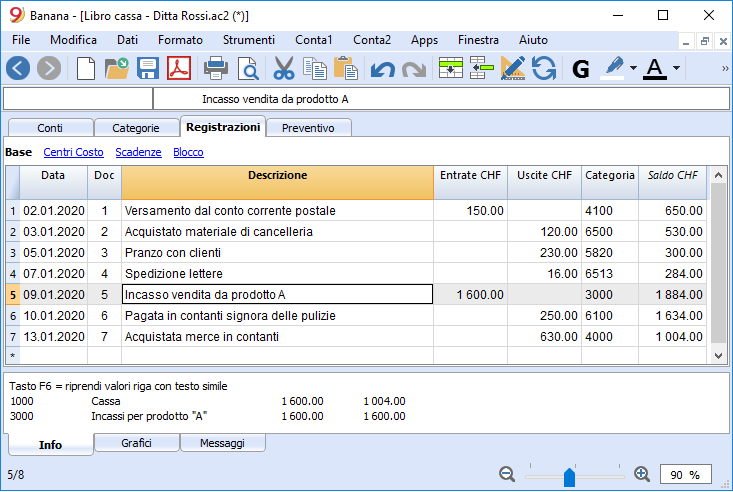 Banana - [Libro cassa - Ditta Rossi.ac2 (*)]
File Modifica Dati Formato Strumenti Conta1 Conta2 Apps Finestra Aiuto
G A »
Incasso vendita da prodotto A
Conti Categorie Registrazioni Preventivo
Base Centri Costo Scadenze Blocco
Data Doc Descrizione Entrate CHF Uscite CHF Categoria Saldo CHF
1 02.01.2020 1 Versamento dal conto corrente postale 150.00 4100 650.00
2 03.01.2020 2 Acquistato materiale di cancelleria 120.00 6500 530.00
3 05.01.2020 3 Pranzo con clienti 230.00 5820 300.00
4 07.01.2020 4 Spedizione lettere 16.00 6513 284.00
5 09.01.2020 5 Incasso vendita da prodotto A 1 600.00 3000 1 884.00
6 10.01.2020 6 Pagata in contanti signora delle pulizie 250.00 6100 1 634.00
7 13.01.2020 7 Acquistata merce in contanti 630.00 4000 1 004.00
*
Tasto F6 = riprendi valori riga con testo simile
1000 Cassa 1 600.00 1 004.00
3000 Incassi per prodotto "A" 1 600.00 1 600.00
Info Grafici Messaggi
5/8 90 %